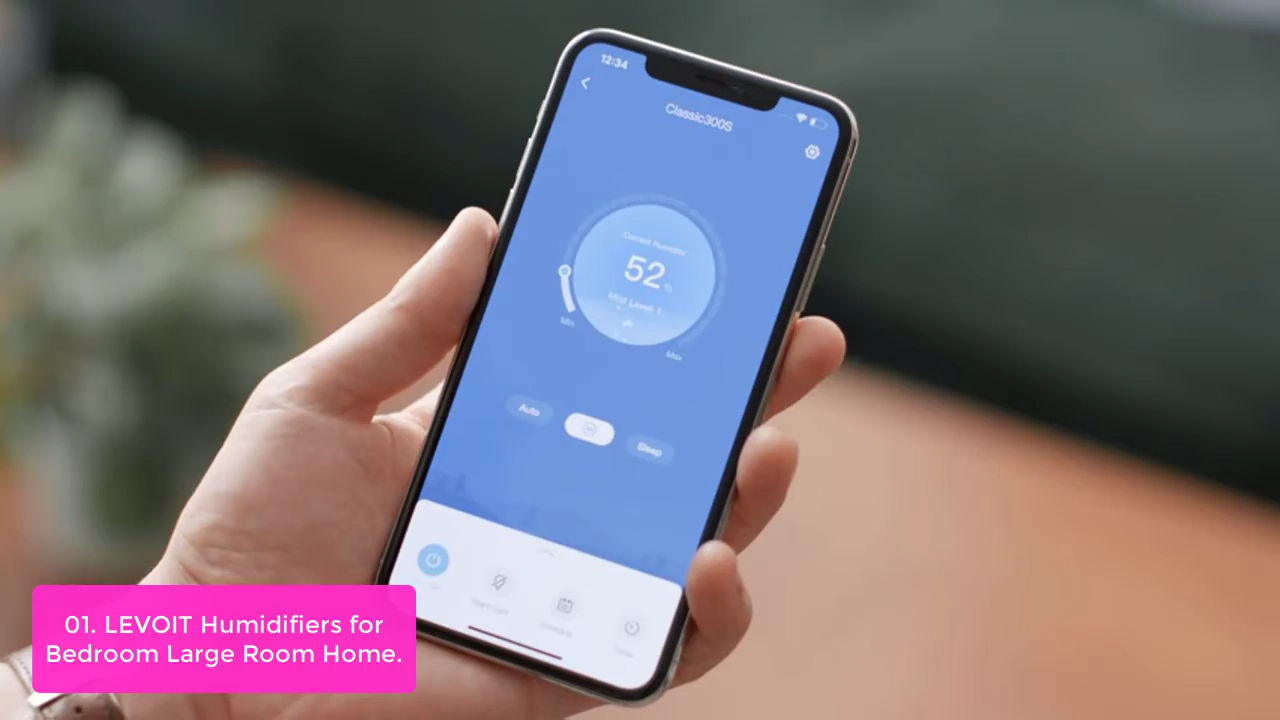 12:34
Classic300S
Current Humidity
52 %
Mist Level 1
Min
Max
Auto
Sleep
01. LEVOIT Humidifiers for
Bedroom Large Room Home.